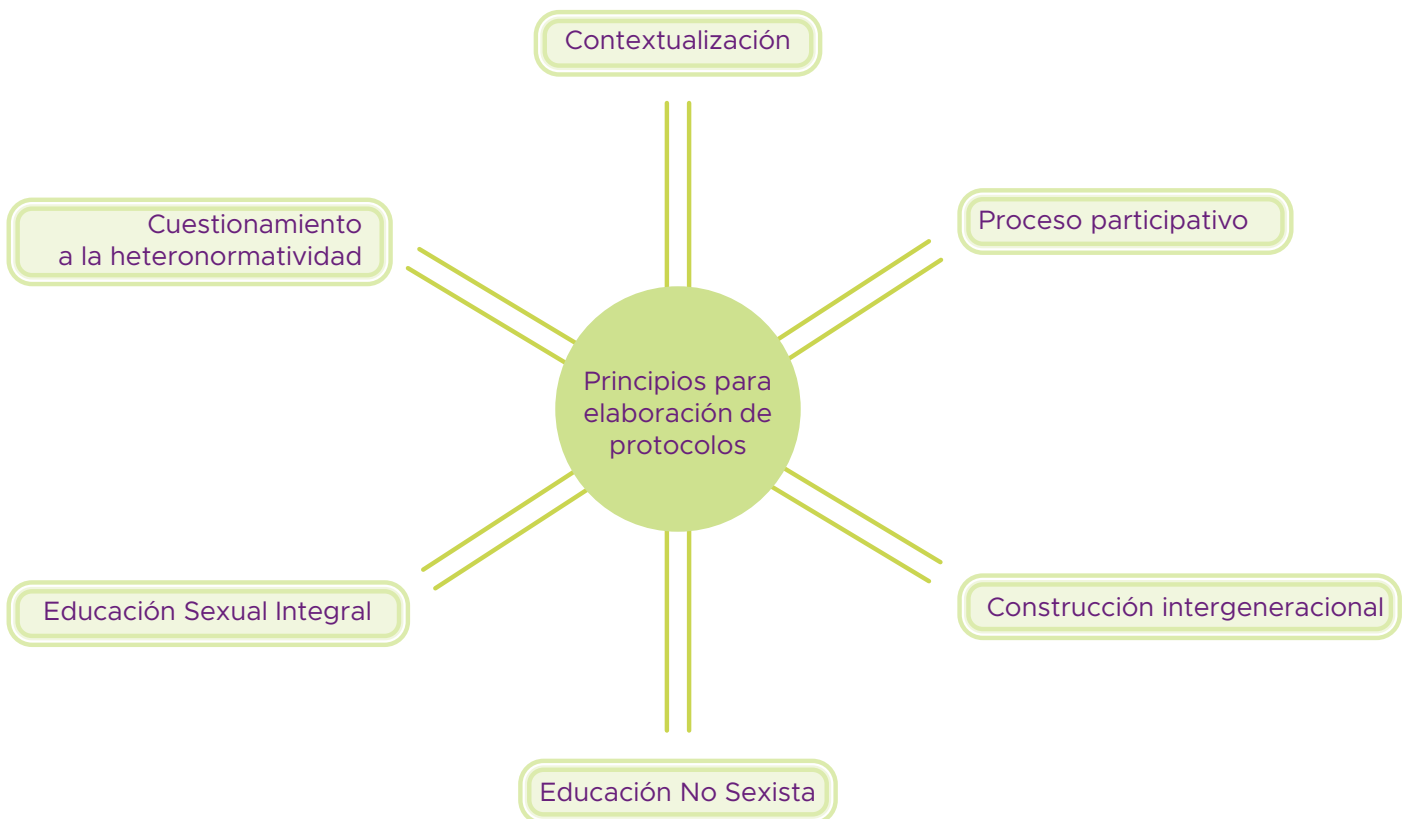 Contextualización
Cuestionamiento
a la heteronormatividad
Proceso participativo
Principios para
elaboración de
protocolos
Educación Sexual Integral
Construcción intergeneracional
Educación No Sexista